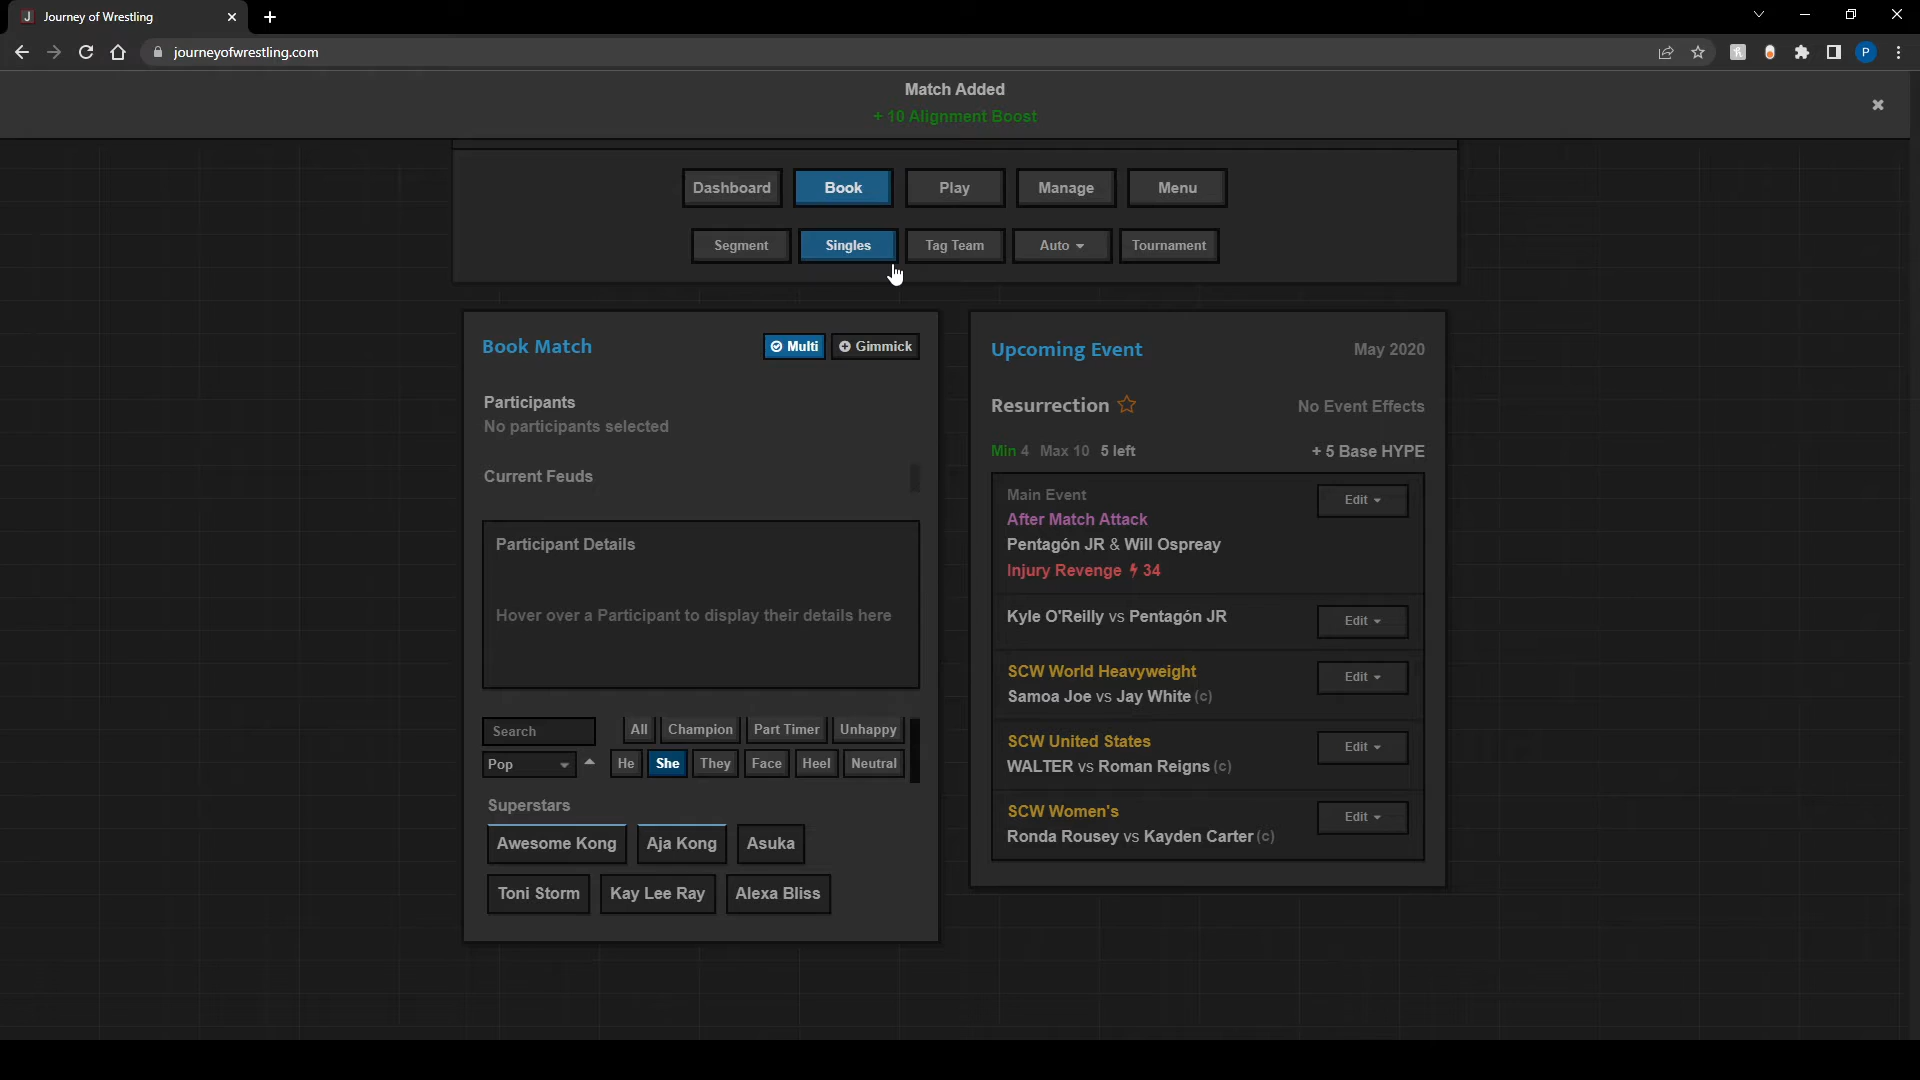 Journey of Wrestling
journeyofwrestling.com
P
Match Added
+ 10 Alignment Boost
Dashboard Book Play Manage Menu
Segment Singles Tag Team Auto Tournament
Book Match Multi Gimmick
Participants
No participants selected
Current Feuds
Participant Details
Hover over a Participant to display their details here
Search All Champion Part Timer Unhappy
Pop He She They Face Heel Neutral
Superstars
Awesome Kong Aja Kong Asuka
Toni Storm Kay Lee Ray Alexa Bliss
Upcoming Event May 2020
Resurrection No Event Effects
Min 4 Max 10 5 left + 5 Base HYPE
Main Event Edit
After Match Attack
Pentagón JR & Will Ospreay
Injury Revenge 34
Kyle O'Reilly vs Pentagón JR Edit
SCW World Heavyweight Edit
Samoa Joe vs Jay White (c)
SCW United States Edit
WALTER vs Roman Reigns (c)
SCW Women's Edit
Ronda Rousey vs Kayden Carter (c)